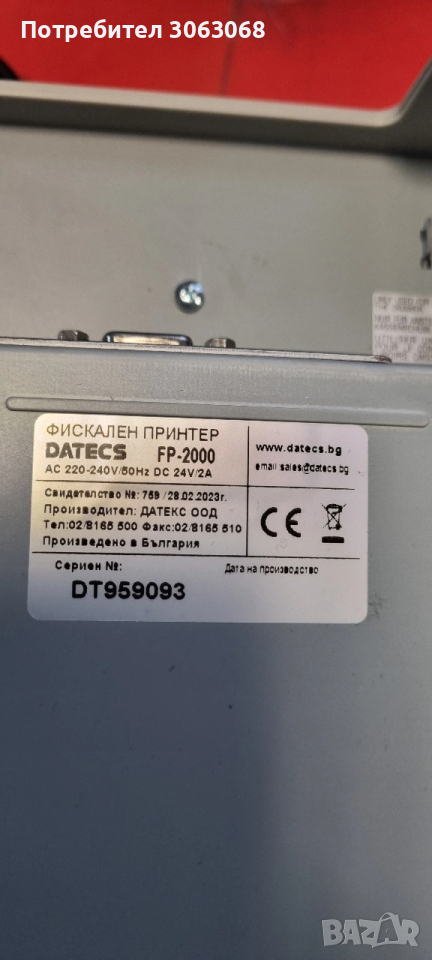 Потребител 3063068
ФИСКАЛЕН ПРИНТЕР
DATECS FP-2000
AC 220-240V/50Hz DC 24V/2A
www.datecs.bg
email sales@datecs.bg
Свидетелство №: 759 / 28.02.2023г.
Производител: ДАТЕКС ООД
Тел:02/8165 500 Факс:02/8165 510
Произведено в България
CE
Сериен №:
Дата на производство
DT959093
BAZAR